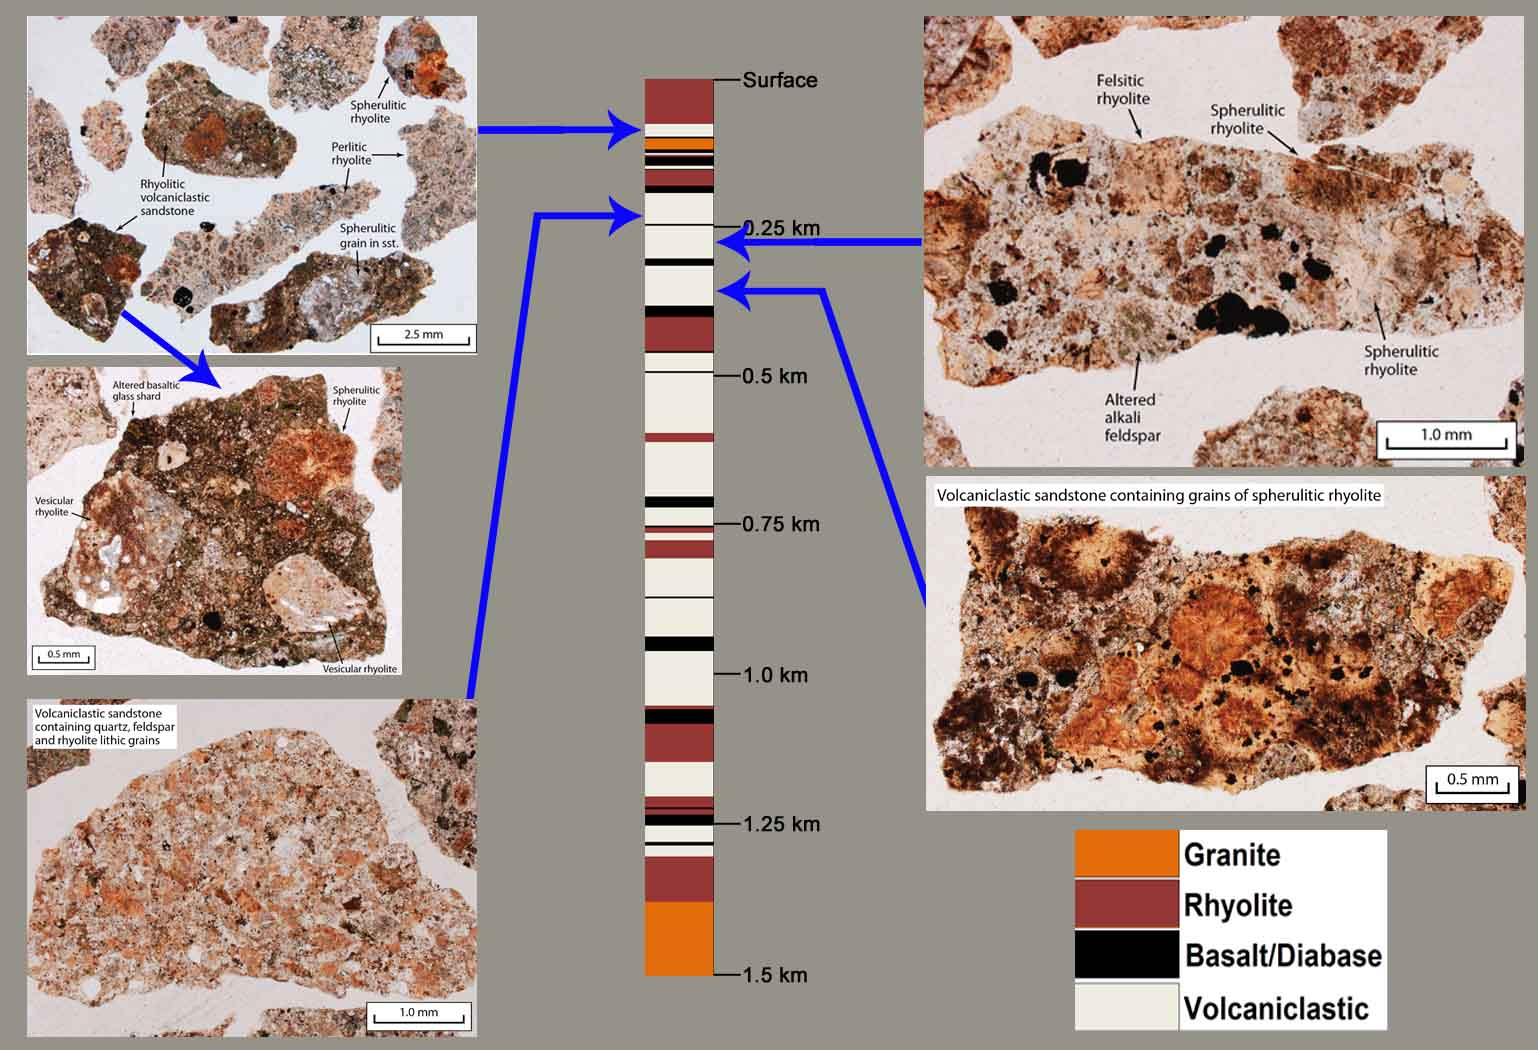 Spherulitic
rhyolite
Perlitic
rhyolite
Rhyolitic
volcaniclastic
sandstone
Spherulitic
grain in sst.
2.5 mm
Altered basaltic
glass shard
Spherulitic
rhyolite
Vesicular
rhyolite
0.5 mm
Vesicular rhyolite
Volcaniclastic sandstone
containing quartz, feldspar
and rhyolite lithic grains
1.0 mm
Surface
0.25 km
0.5 km
0.75 km
1.0 km
1.25 km
1.5 km
Felsitic
rhyolite
Spherulitic
rhyolite
Spherulitic
rhyolite
Altered
alkali
feldspar
1.0 mm
Volcaniclastic sandstone containing grains of spherulitic rhyolite
0.5 mm
Granite
Rhyolite
Basalt/Diabase
Volcaniclastic